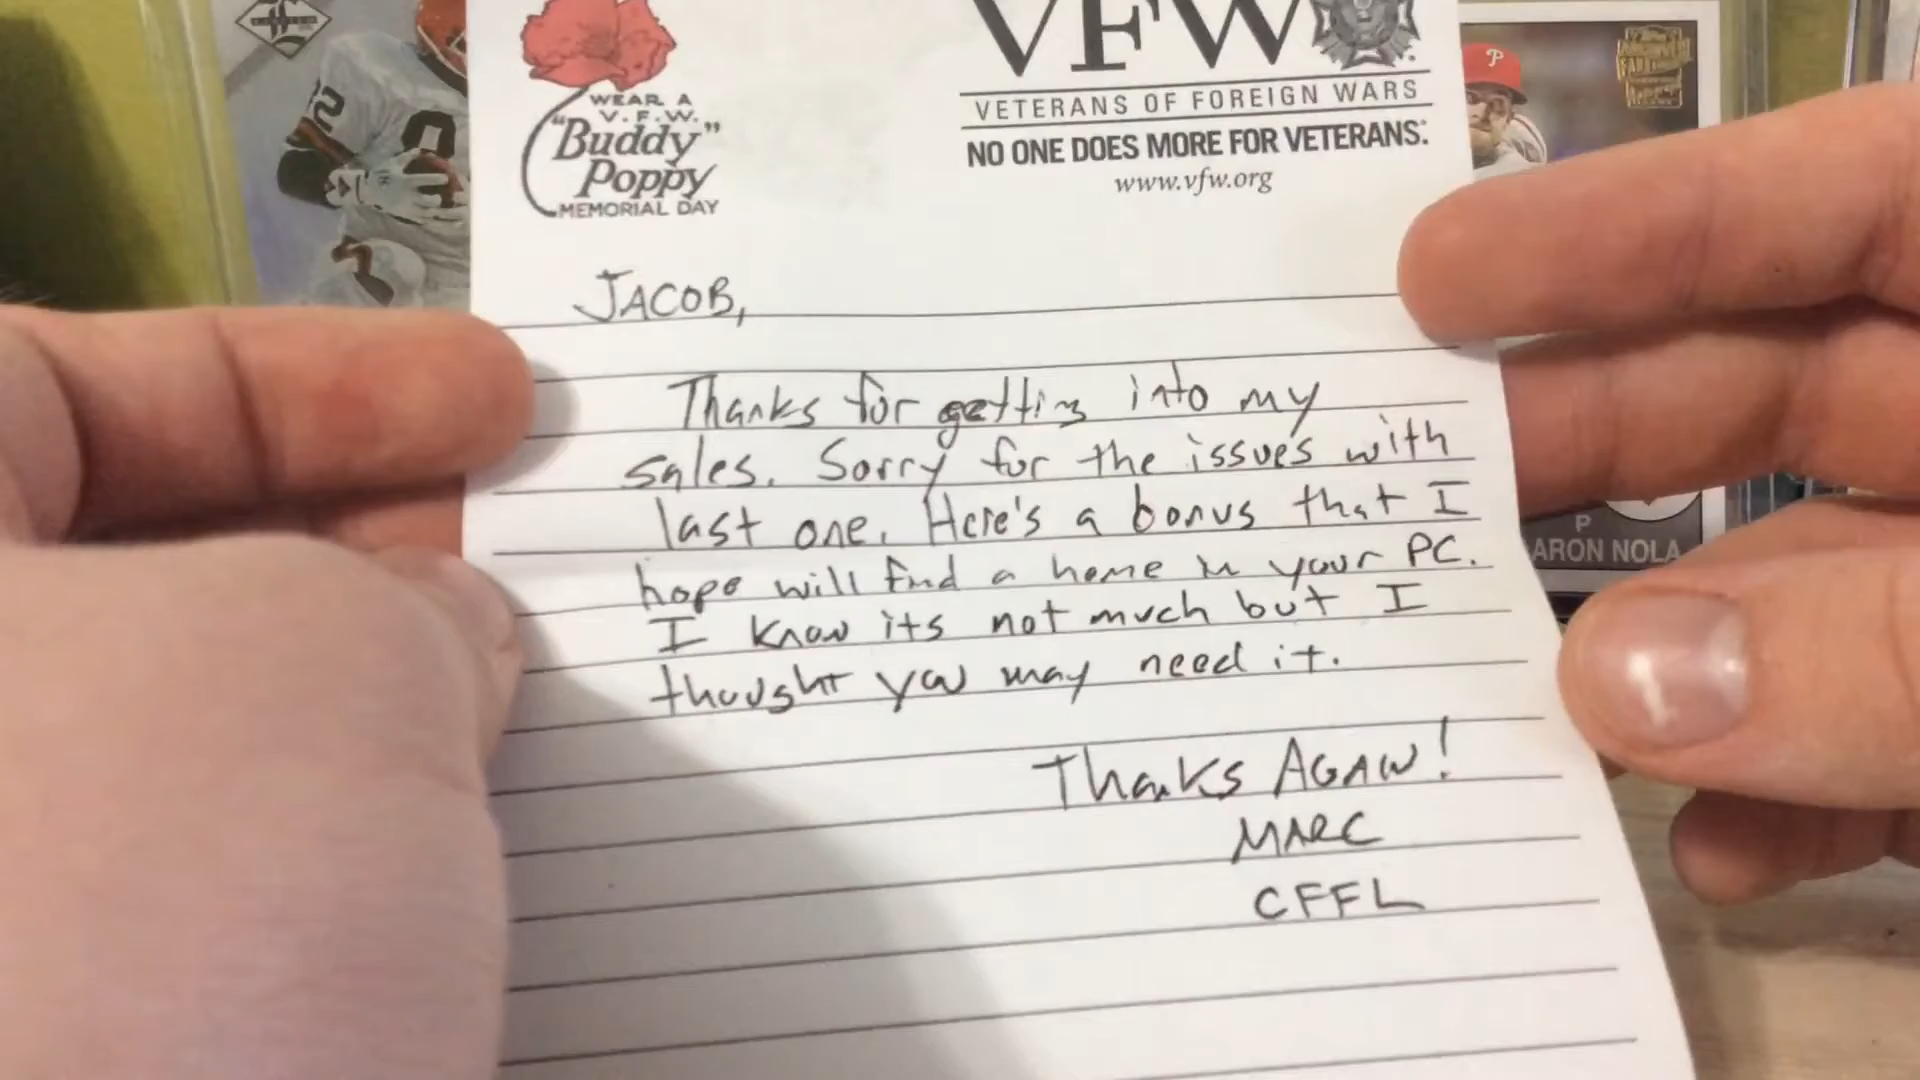 VFW
VETERANS OF FOREIGN WARS
NO ONE DOES MORE FOR VETERANS.
www.vfw.org
WEAR A
V.F.W.
"Buddy"
Poppy
MEMORIAL DAY
JACOB,
Thanks for getting into my
sales. Sorry for the issues with
last one. Here's a bonus that I
hope will find a home in your PC.
I know its not much but I
thought you may need it.
Thanks AGAIN!
MARC
CFFL
P
P
AARON NOLA